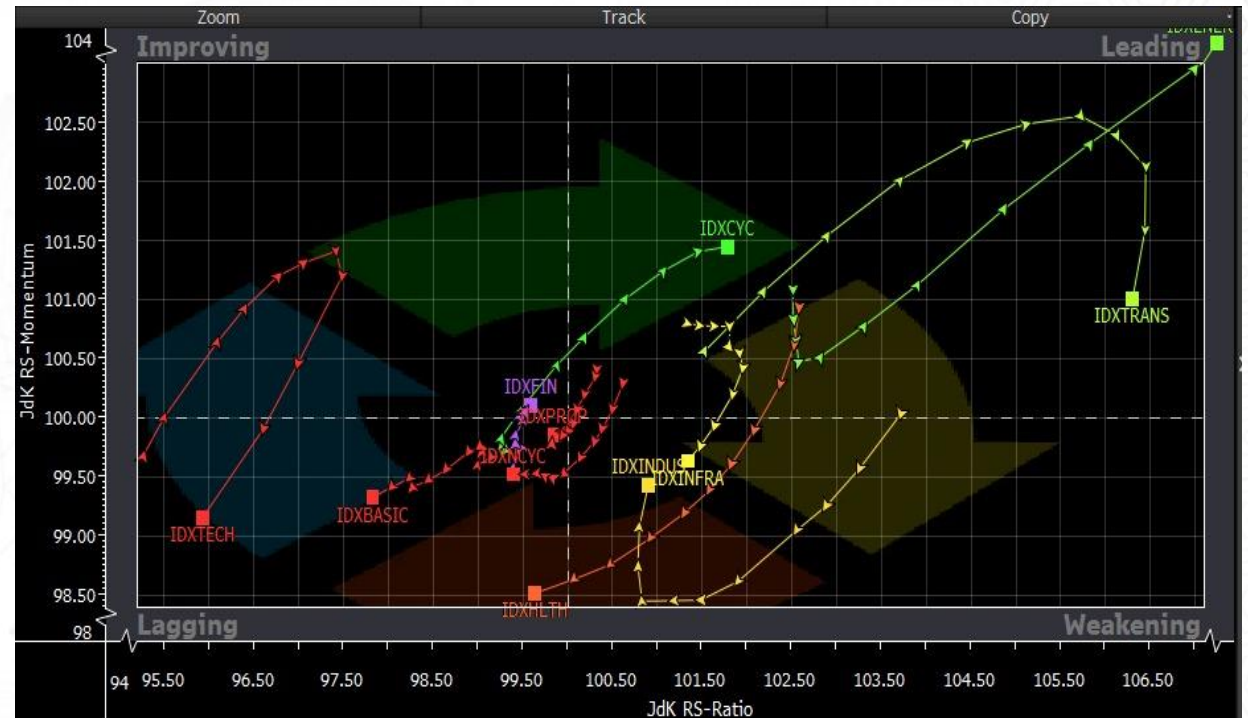 Zoom Track Copy
IDXENER
104 Improving Leading
102.50
102.00
IDXCYC
101.50
101.00
IDXTRANS
100.50
IDXFIN
100.00
IDXPROP
IDXNCYC
99.50
IDXINDUS
IDXINFRA
IDXBASIC
IDXTECH
99.00
98.50
IDXHLTH
98 Lagging Weakening
JdK RS-Momentum
94 95.50 96.50 97.50 98.50 99.50 100.50 101.50 102.50 103.50 104.50 105.50 106.50
JdK RS-Ratio